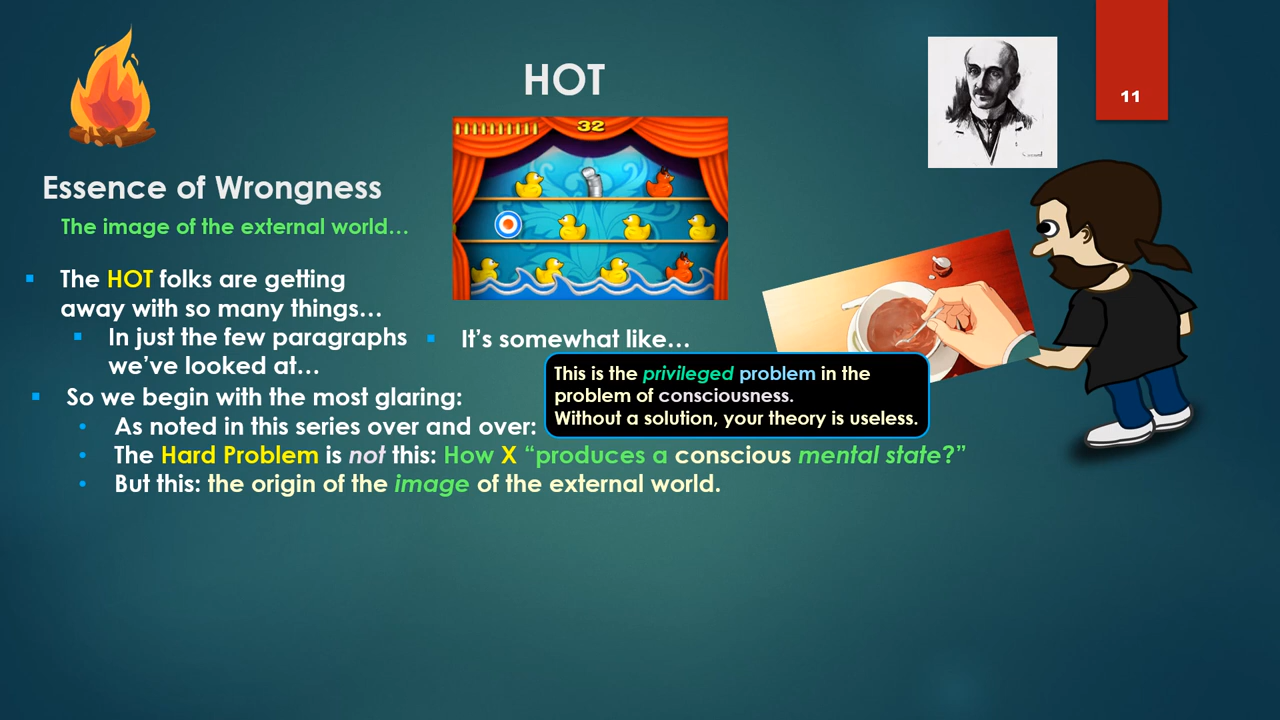 HOT
11
32
Essence of Wrongness
The image of the external world…
The HOT folks are getting
away with so many things…
In just the few paragraphs
we’ve looked at…
It’s somewhat like…
This is the privileged problem in the
problem of consciousness.
Without a solution, your theory is useless.
So we begin with the most glaring:
As noted in this series over and over:
The Hard Problem is not this: How X “produces a conscious mental state?”
But this: the origin of the image of the external world.